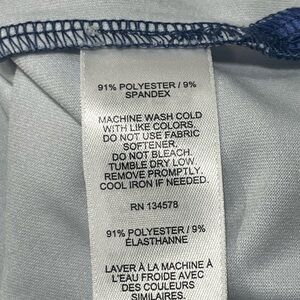 91% POLYESTER / 9%
SPANDEX
MACHINE WASH COLD
WITH LIKE COLORS.
DO NOT USE FABRIC
SOFTENER.
DO NOT BLEACH.
TUMBLE DRY LOW.
REMOVE PROMPTLY.
COOL IRON IF NEEDED.
RN 134578
91% POLYESTER / 9%
ÉLASTHANNE
LAVER À LA MACHINE À
L'EAU FROIDE AVEC
DES COULEURS
SIMILAIRES.